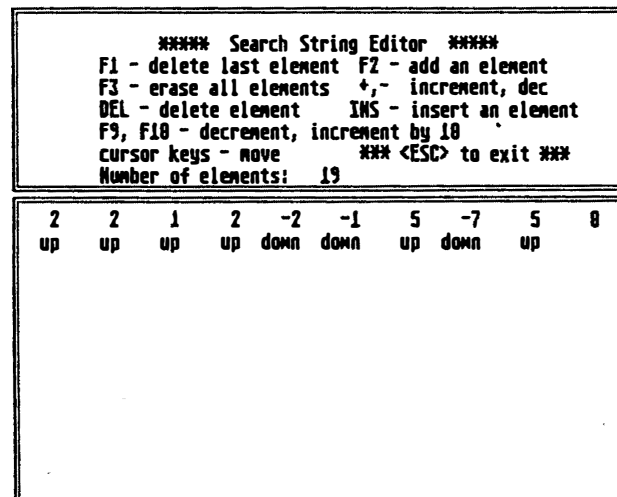 ***** Search String Editor *****
F1 - delete last element F2 - add an element
F3 - erase all elements +,- increment, dec
DEL - delete element INS - insert an element
F9, F10 - decrement, increment by 10
cursor keys - move *** <ESC> to exit ***
Number of elements: 19
2 2 1 2 -2 -1 5 -7 5 0
up up up up down down up down up